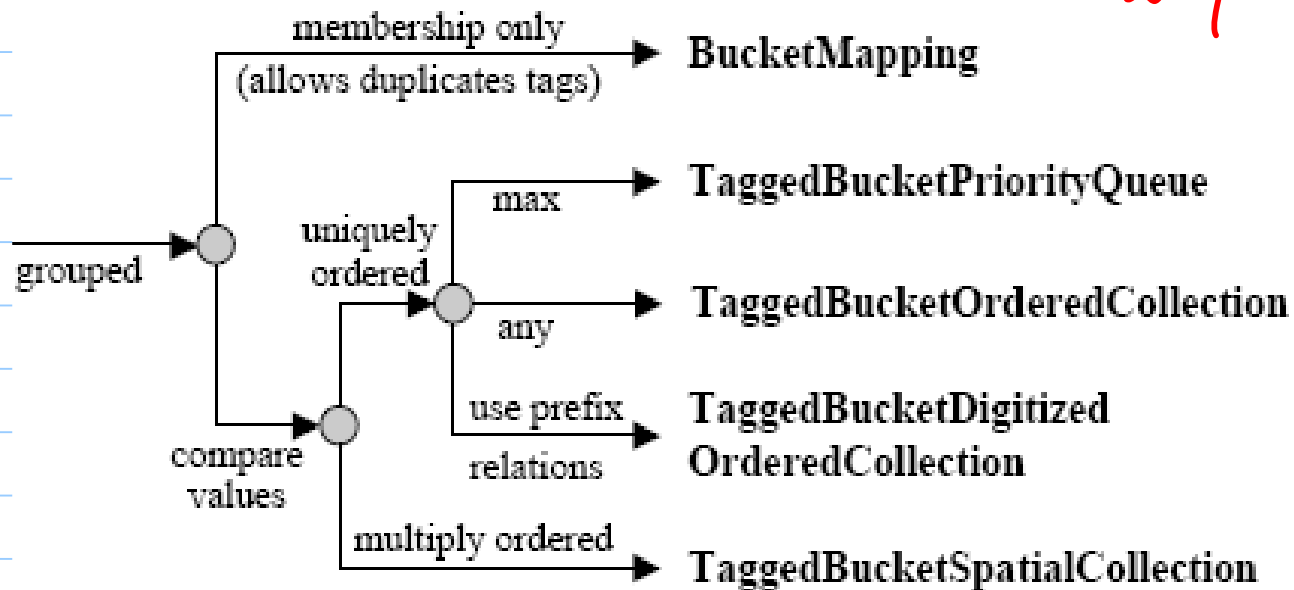 membership only
(allows duplicates tags)
BucketMapping
TaggedBucketPriorityQueue
max
uniquely
ordered
grouped
TaggedBucketOrderedCollection
any
use prefix
relations
TaggedBucketDigitized
OrderedCollection
compare
values
multiply ordered
TaggedBucketSpatialCollection